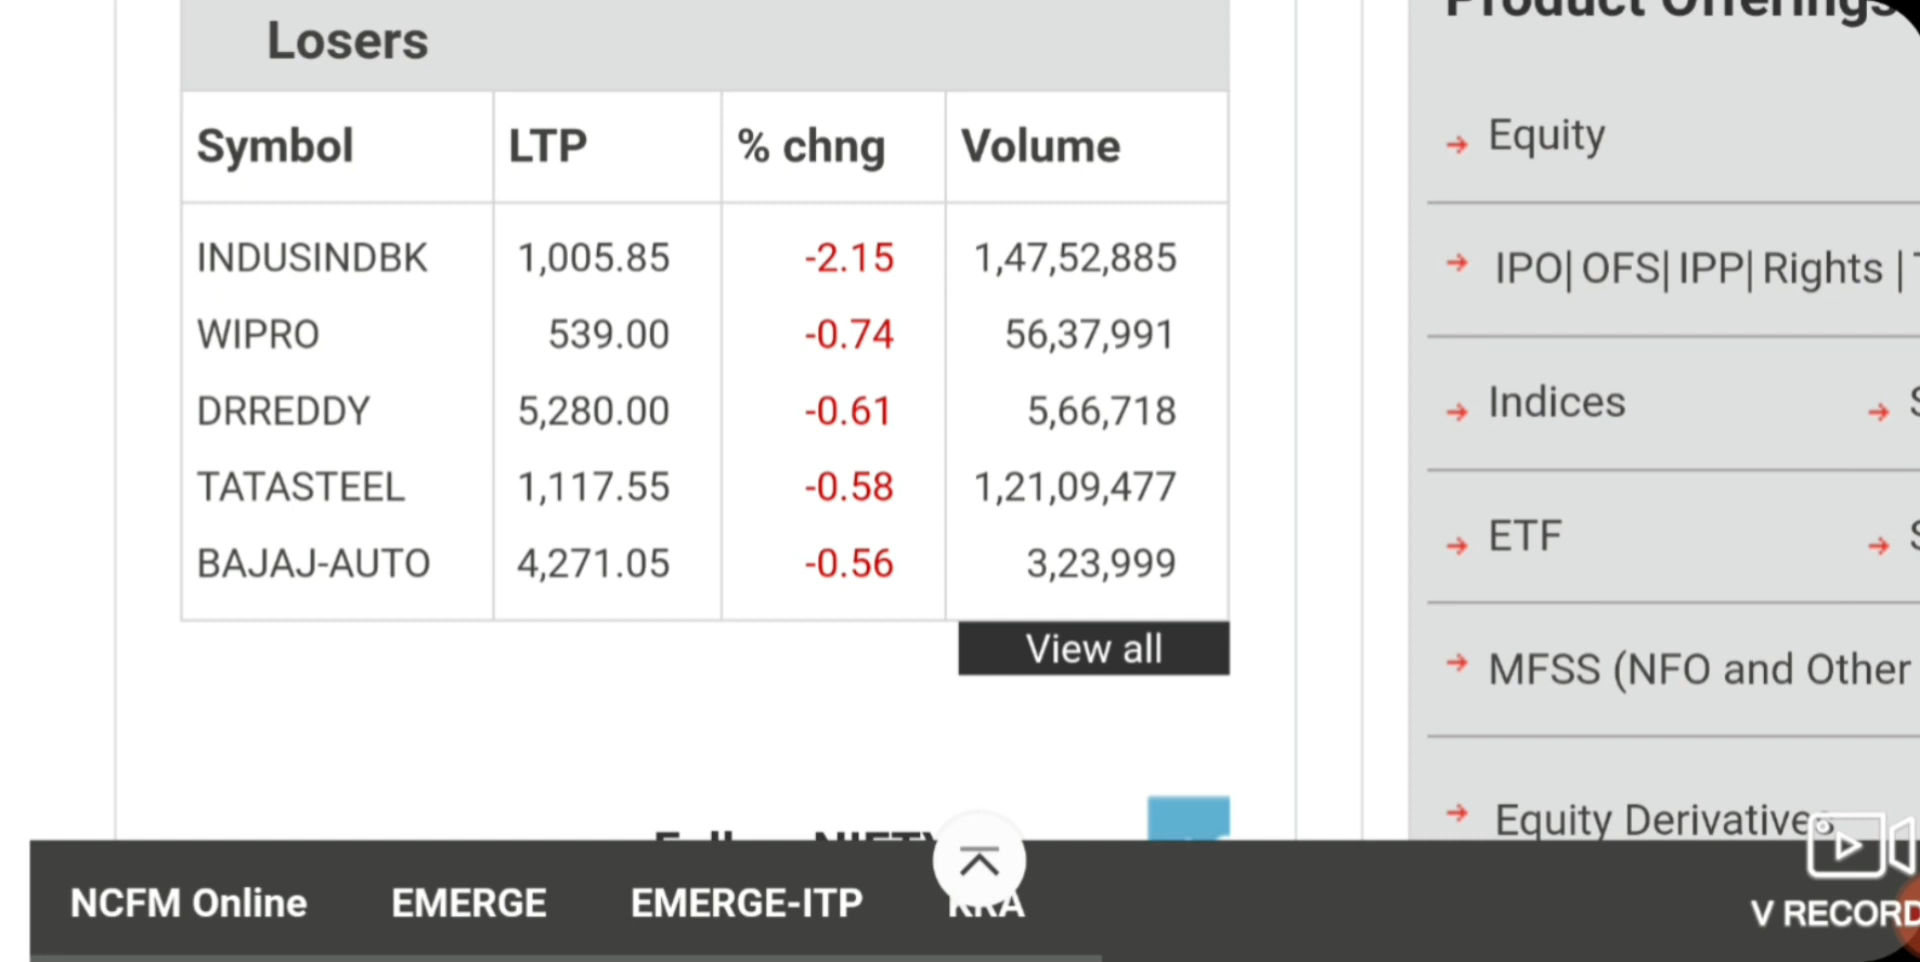 Losers
Symbol LTP % chng Volume
INDUSINDBK 1,005.85 -2.15 1,47,52,885
WIPRO 539.00 -0.74 56,37,991
DRREDDY 5,280.00 -0.61 5,66,718
TATASTEEL 1,117.55 -0.58 1,21,09,477
BAJAJ-AUTO 4,271.05 -0.56 3,23,999
View all
Product Offerings
Equity
IPO| OFS| IPP| Rights |
Indices
ETF
MFSS (NFO and Other
Equity Derivatives
NCFM Online EMERGE EMERGE-ITP
V RECORD